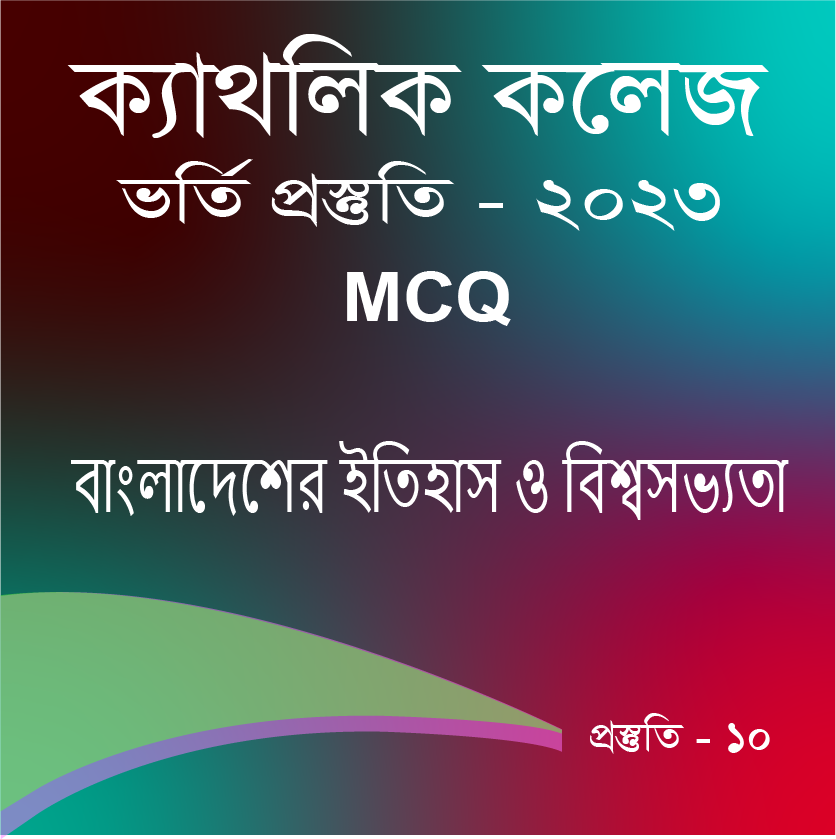 ক্যাথলিক কলেজ
ভর্তি প্রস্তুতি - ২০২৩
MCQ
বাংলাদেশের ইতিহাস ও বিশ্বসভ্যতা
প্রস্তুতি - ১০